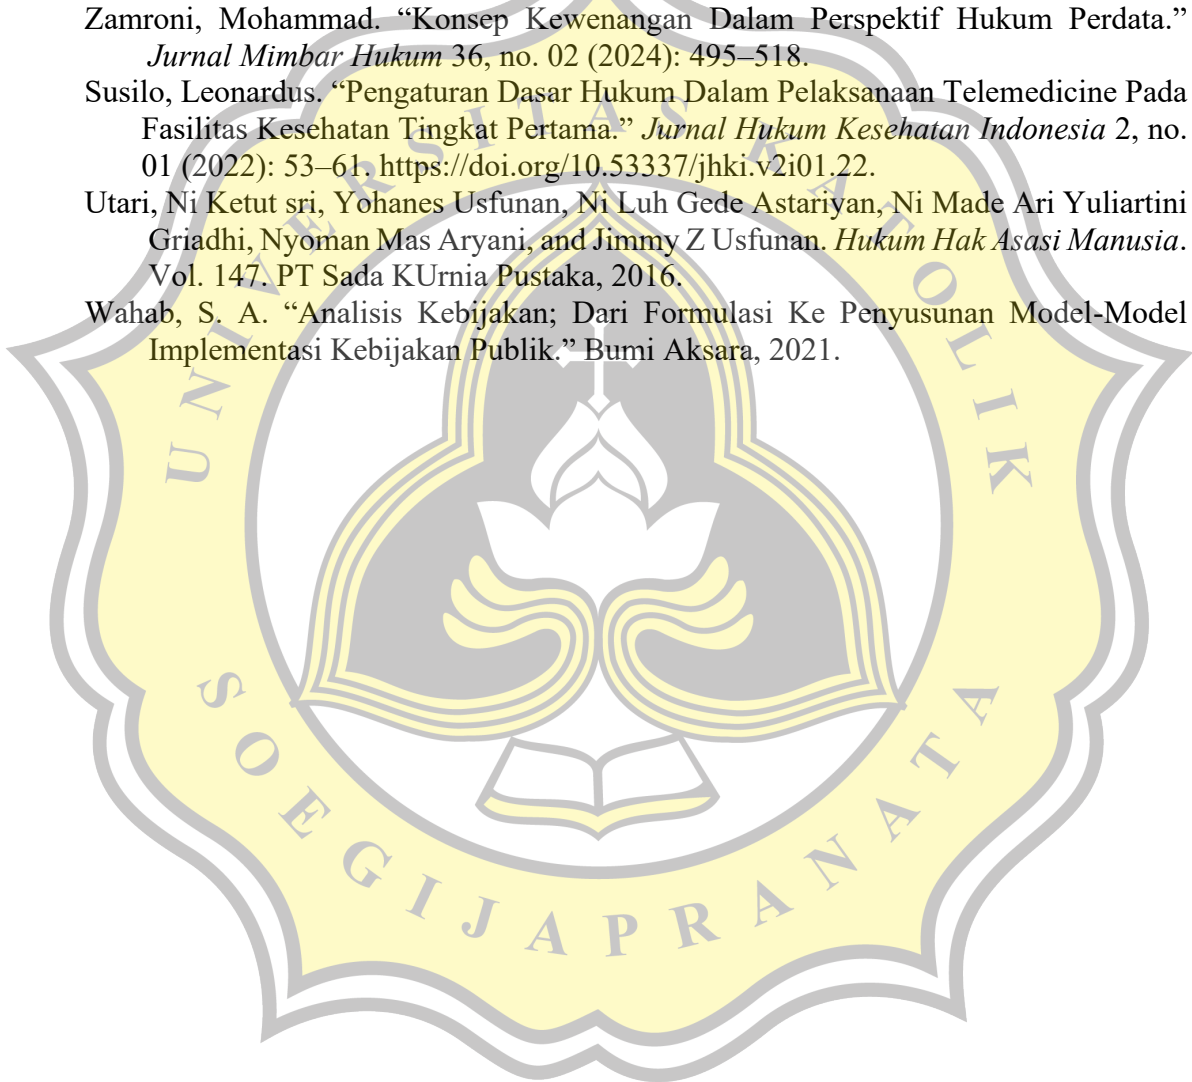 Zamroni, Mohammad. “Konsep Kewenangan Dalam Perspektif Hukum Perdata.”
Jurnal Mimbar Hukum 36, no. 02 (2024): 495–518.
Susilo, Leonardus. “Pengaturan Dasar Hukum Dalam Pelaksanaan Telemedicine Pada
Fasilitas Kesehatan Tingkat Pertama.” Jurnal Hukum Kesehatan Indonesia 2, no.
01 (2022): 53–61. https://doi.org/10.53337/jhki.v2i01.22.
Utari, Ni Ketut sri, Yohanes Usfunan, Ni Luh Gede Astariyan, Ni Made Ari Yuliartini
Griadhi, Nyoman Mas Aryani, and Jimmy Z Usfunan. Hukum Hak Asasi Manusia.
Vol. 147. PT Sada KUrnia Pustaka, 2016.
Wahab, S. A. “Analisis Kebijakan; Dari Formulasi Ke Penyusunan Model-Model
Implementasi Kebijakan Publik.” Bumi Aksara, 2021.
UNIVERSITAS KATOLIK
SOEGIJAPRANATA